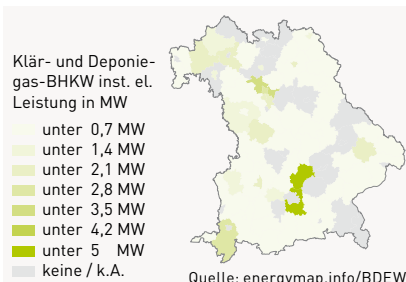 Klär- und Deponie-
gas-BHKW inst. el.
Leistung in MW
unter 0,7 MW
unter 1,4 MW
unter 2,1 MW
unter 2,8 MW
unter 3,5 MW
unter 4,2 MW
unter 5 MW
keine / k.A.
Quelle: energymap.info/BDEW